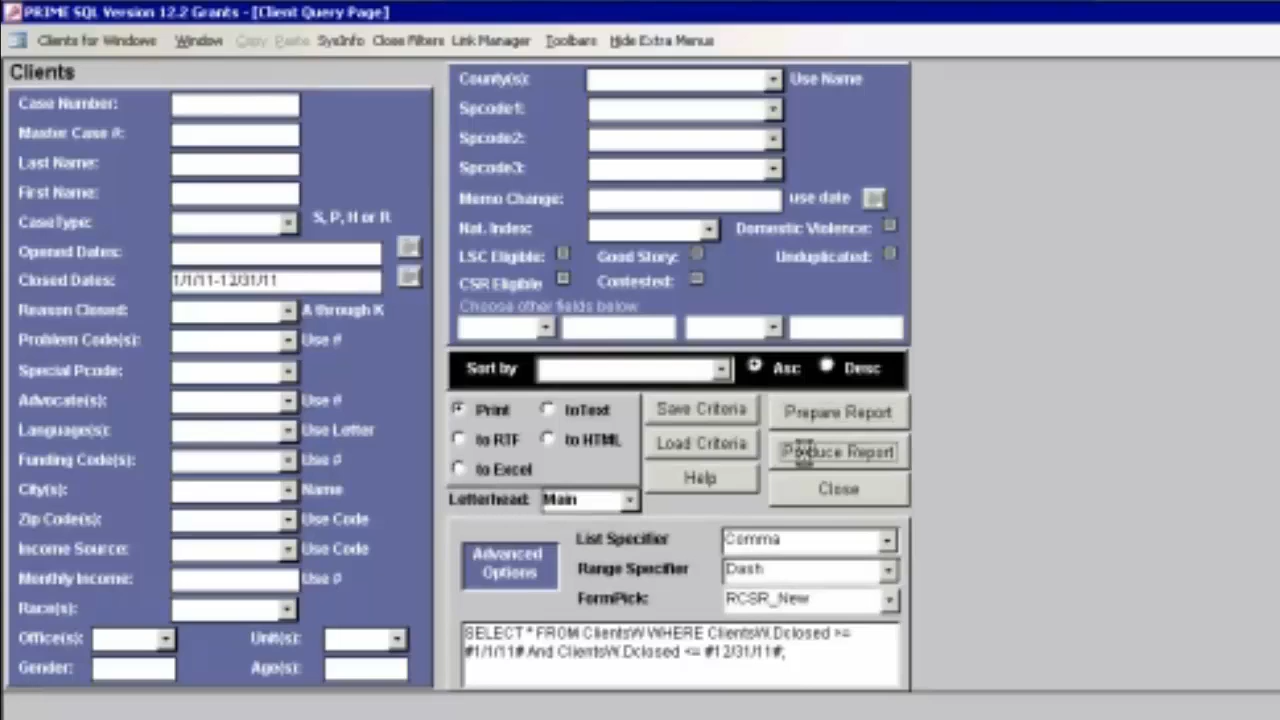 PRIME SQL Version 12.2 Grants - [Client Query Page]
Clients for Windows Window Copy Paste SysInfo Close Filters Link Manager Toolbars Hide Extra Menus
Clients
Case Number:
Master Case #:
Last Name:
First Name:
CaseType: S, P, H or R
Opened Dates:
Closed Dates: 1/1/11-12/31/11
Reason Closed: A through K
Problem Code(s): Use #
Special Pcode:
Advocate(s): Use #
Language(s): Use Letter
Funding Code(s): Use #
City(s): Name
Zip Code(s): Use Code
Income Source: Use Code
Monthly Income: Use #
Race(s):
Office(s): Unit(s):
Gender: Age(s):
County(s): Use Name
Spcode1:
Spcode2:
Spcode3:
Memo Change: use date
Nat. Index: Domestic Violence:
LSC Eligible: Good Story: Unduplicated:
CSR Eligible Contested:
Choose other fields below
Sort by Asc Desc
Print toText
to RTF to HTML
to Excel
Letterhead: Main
Save Criteria
Load Criteria
Help
Prepare Report
Produce Report
Close
Advanced
Options
List Specifier Comma
Range Specifier Dash
FormPick: RCSR_New
SELECT * FROM ClientsW WHERE ClientsW.Dclosed >=
#1/1/11# And ClientsW.Dclosed <= #12/31/11#;